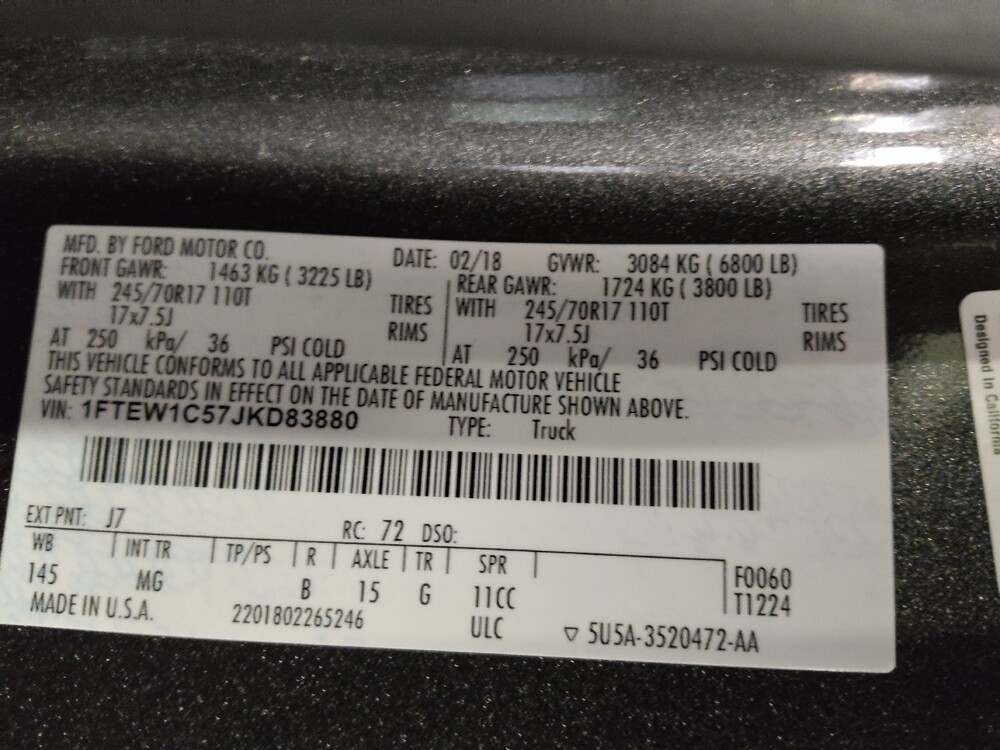 MFD. BY FORD MOTOR CO. DATE: 02/18 GVWR: 3084 KG ( 6800 LB)
FRONT GAWR: 1463 KG ( 3225 LB) REAR GAWR: 1724 KG ( 3800 LB)
WITH 245/70R17 110T TIRES WITH 245/70R17 110T TIRES
17x7.5J RIMS 17x7.5J RIMS
AT 250 kPa/ 36 PSI COLD AT 250 kPa/ 36 PSI COLD
THIS VEHICLE CONFORMS TO ALL APPLICABLE FEDERAL MOTOR VEHICLE
SAFETY STANDARDS IN EFFECT ON THE DATE OF MANUFACTURE SHOWN ABOVE.
VIN: 1FTEW1C57JKD83880 TYPE: Truck
EXT PNT: J7 RC: 72 DSO:
WB INT TR TP/PS R AXLE TR SPR F0060
145 MG B 15 G 11CC T1224
MADE IN U.S.A. 2201802265246 ULC ▽ 5U5A-3520472-AA
Designed In California